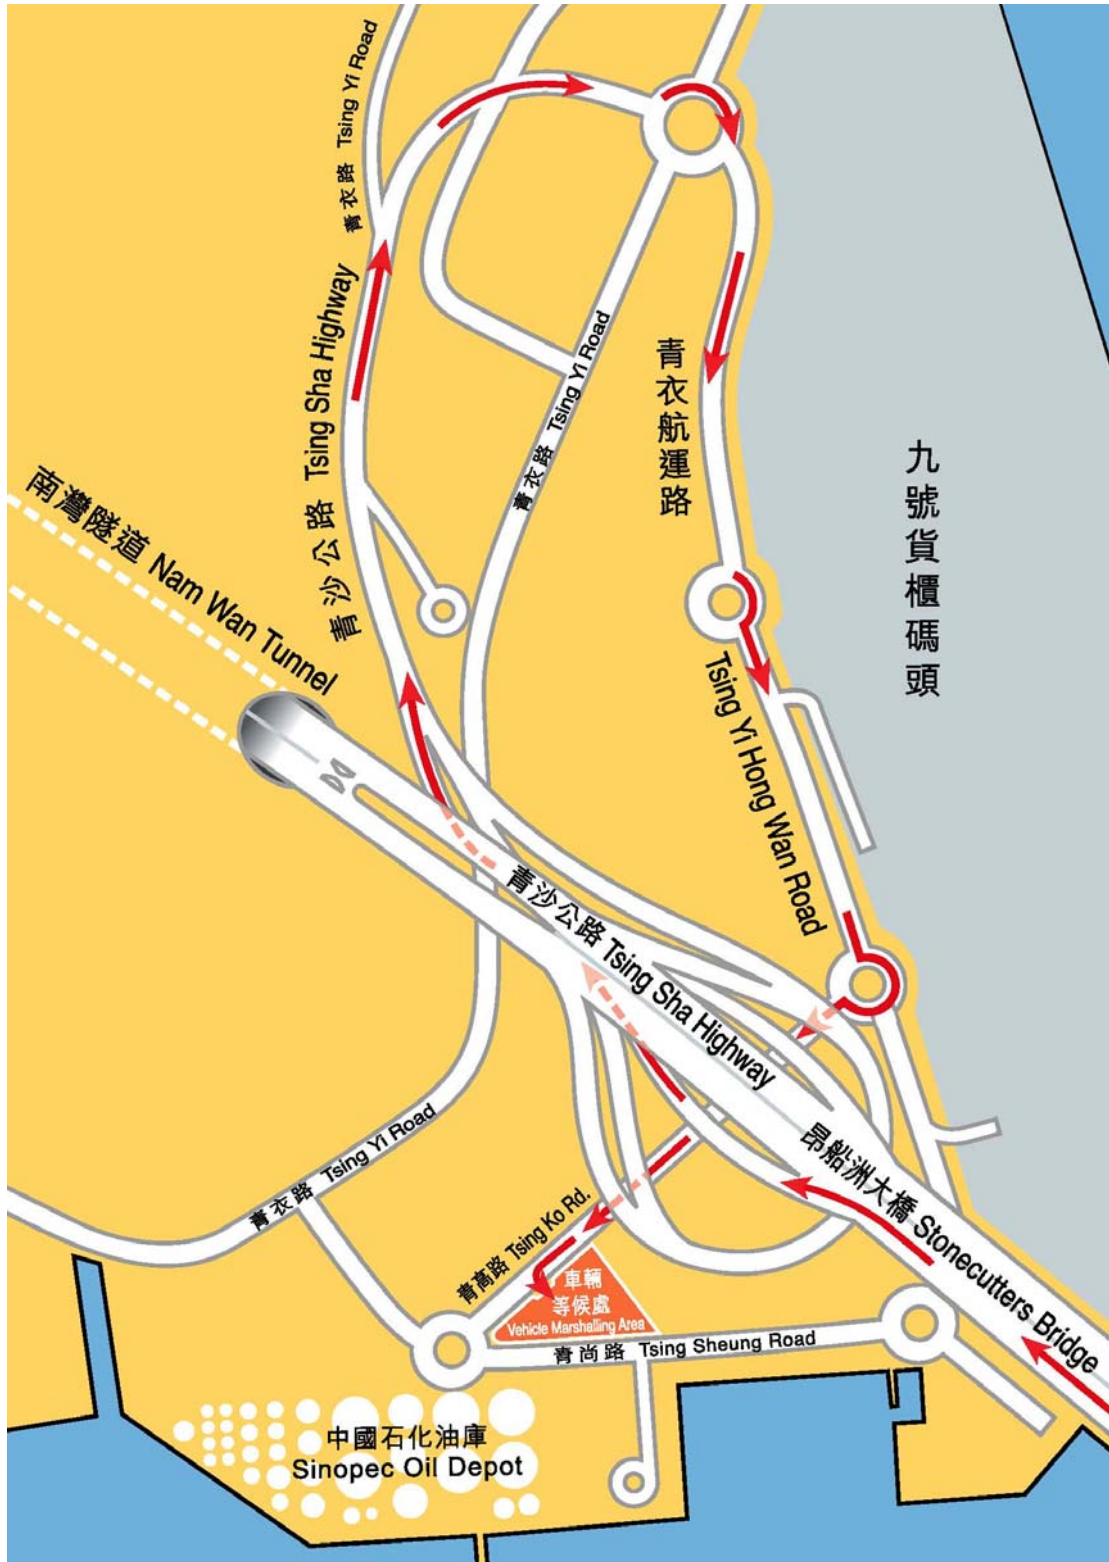 青衣路 Tsing Yi Road
青沙公路 Tsing Sha Highway
青衣路 Tsing Yi Road
青衣航運路
九號貨櫃碼頭
南灣隧道 Nam Wan Tunnel
Tsing Yi Hong Wan Road
青沙公路 Tsing Sha Highway
昂船洲大橋 Stonecutters Bridge
青衣路 Tsing Yi Road
青高路 Tsing Ko Rd.
車輛
等候處
Vehicle Marshalling Area
青尚路 Tsing Sheung Road
中國石化油庫
Sinopec Oil Depot